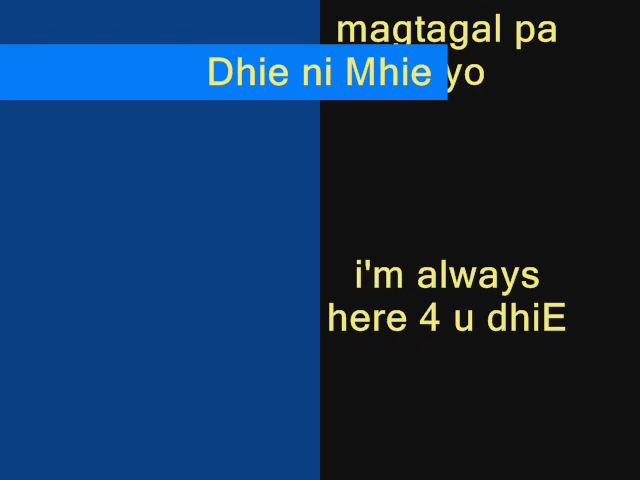 magtagal pa
Dhie ni Mhie
yo
i'm always
here 4 u dhiE